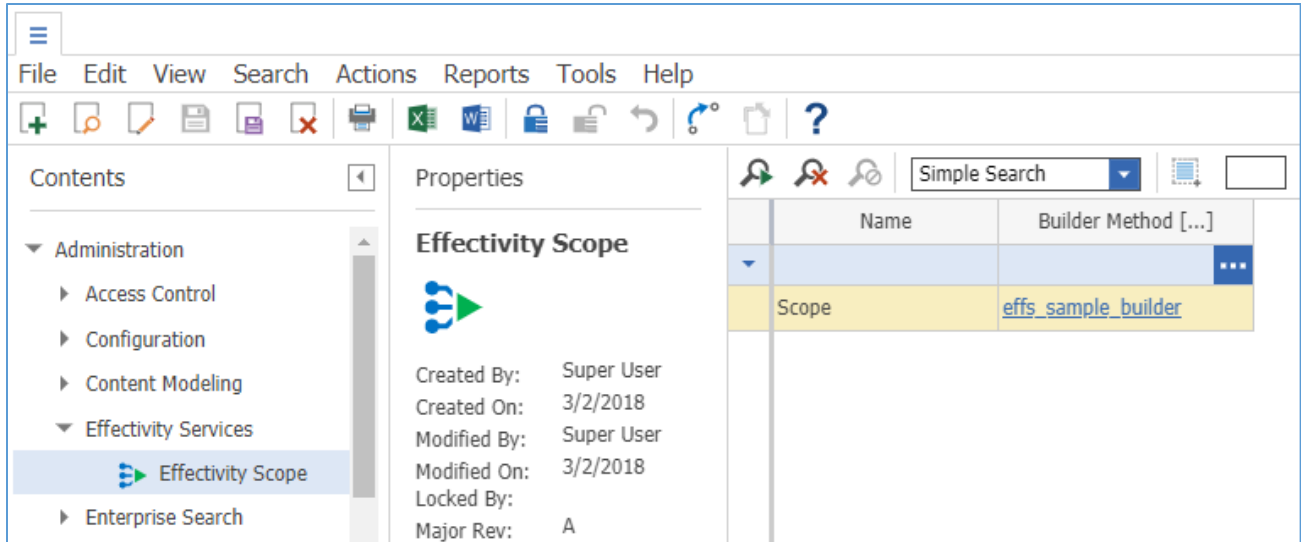 File Edit View Search Actions Reports Tools Help
Contents
Administration
Access Control
Configuration
Content Modeling
Effectivity Services
Effectivity Scope
Enterprise Search
Properties
Effectivity Scope
Created By: Super User
Created On: 3/2/2018
Modified By: Super User
Modified On: 3/2/2018
Locked By:
Major Rev: A
Simple Search
Name Builder Method [...]
Scope effs_sample_builder